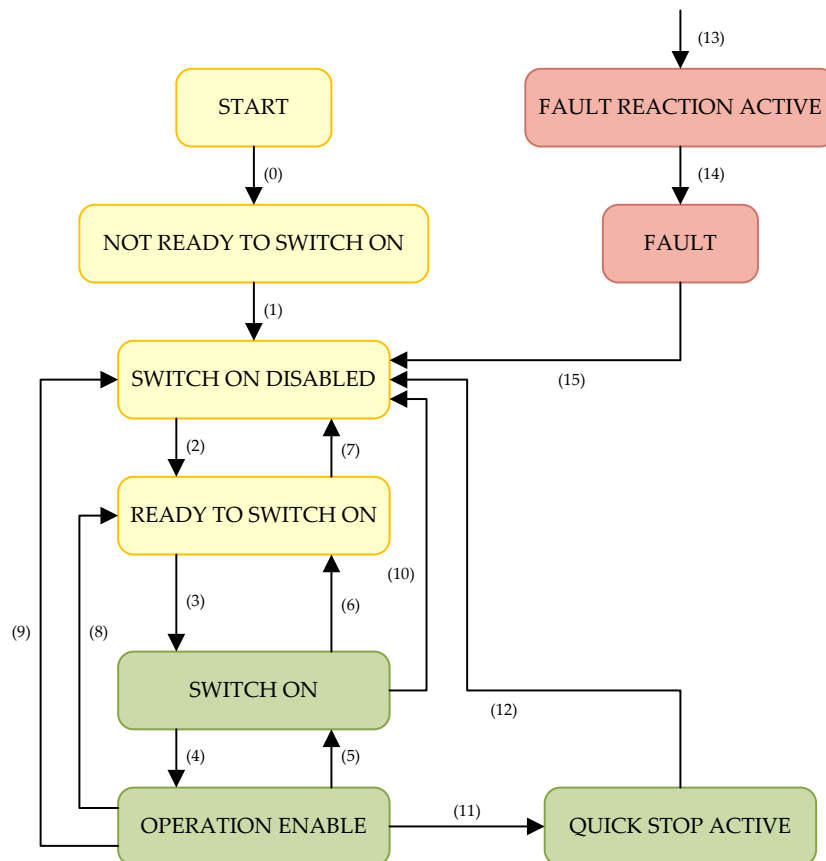 (13)
START
FAULT REACTION ACTIVE
(0)
(14)
NOT READY TO SWITCH ON
FAULT
(1)
SWITCH ON DISABLED
(15)
(2)
(7)
READY TO SWITCH ON
(10)
(3)
(6)
(9)
(8)
SWITCH ON
(12)
(4)
(5)
(11)
OPERATION ENABLE
QUICK STOP ACTIVE